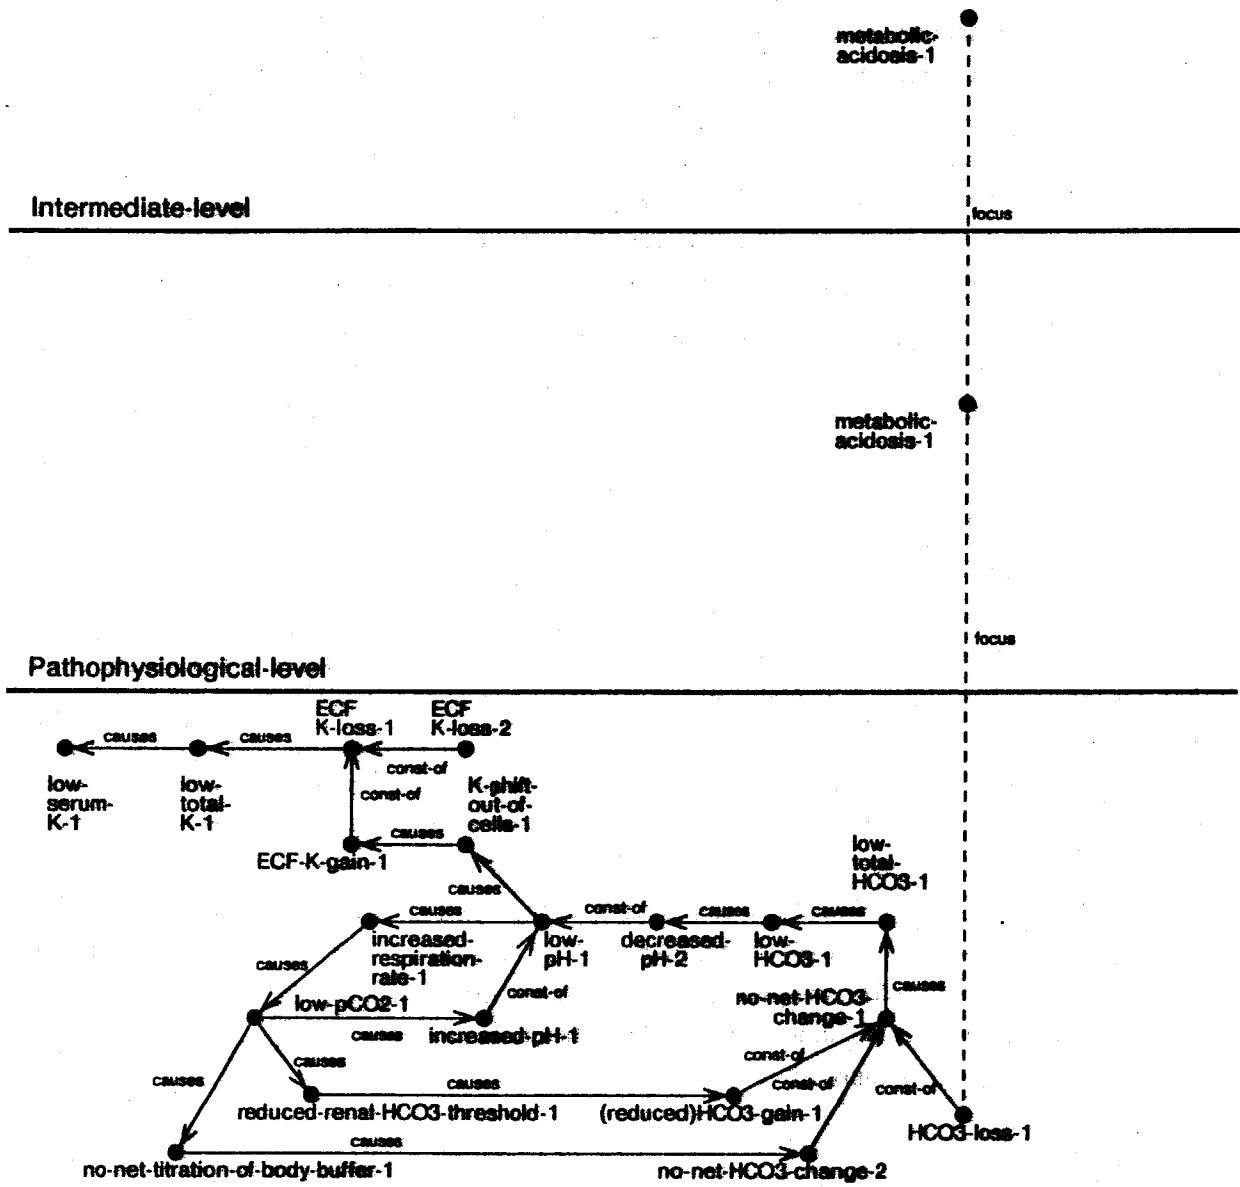 metabolic-
acidosis-1
Intermediate-level
focus
metabolic-
acidosis-1
focus
Pathophysiological-level
ECF
K-loss-1
ECF
K-loss-2
causes
causes
const-of
low-
serum-
K-1
low-
total-
K-1
const-of
K-shift-
out-of-
cells-1
causes
ECF-K-gain-1
low-
total-
HCO3-1
causes
causes
const-of
causes
causes
increased-
respiration-
rate-1
low-
pH-1
decreased-
pH-2
low-
HCO3-1
causes
const-of
causes
low-pCO2-1
no-net-HCO3-
change-1
causes
increased-pH-1
causes
causes
const-of
causes
const-of
const-of
reduced-renal-HCO3-threshold-1
(reduced)HCO3-gain-1
HCO3-loss-1
causes
no-net-titration-of-body-buffer-1
no-net-HCO3-change-2